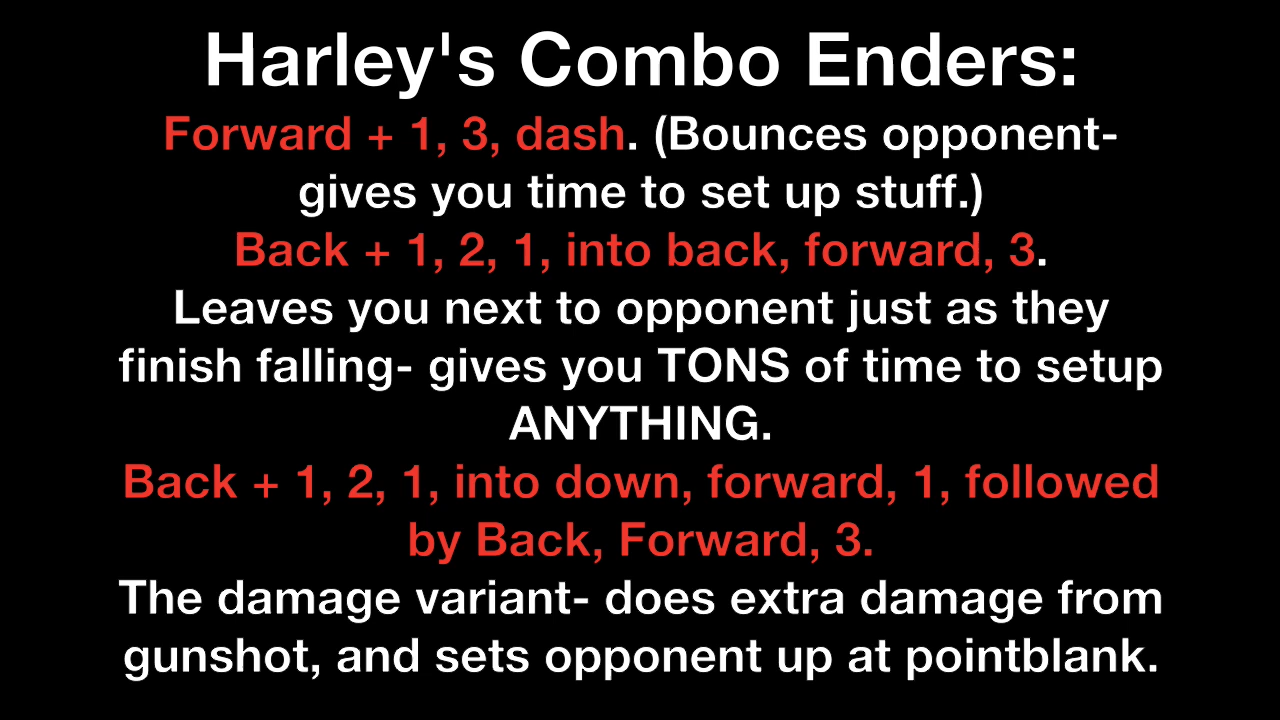 Harley's Combo Enders:
Forward + 1, 3, dash. (Bounces opponent-
gives you time to set up stuff.)
Back + 1, 2, 1, into back, forward, 3.
Leaves you next to opponent just as they
finish falling- gives you TONS of time to setup
ANYTHING.
Back + 1, 2, 1, into down, forward, 1, followed
by Back, Forward, 3.
The damage variant- does extra damage from
gunshot, and sets opponent up at pointblank.